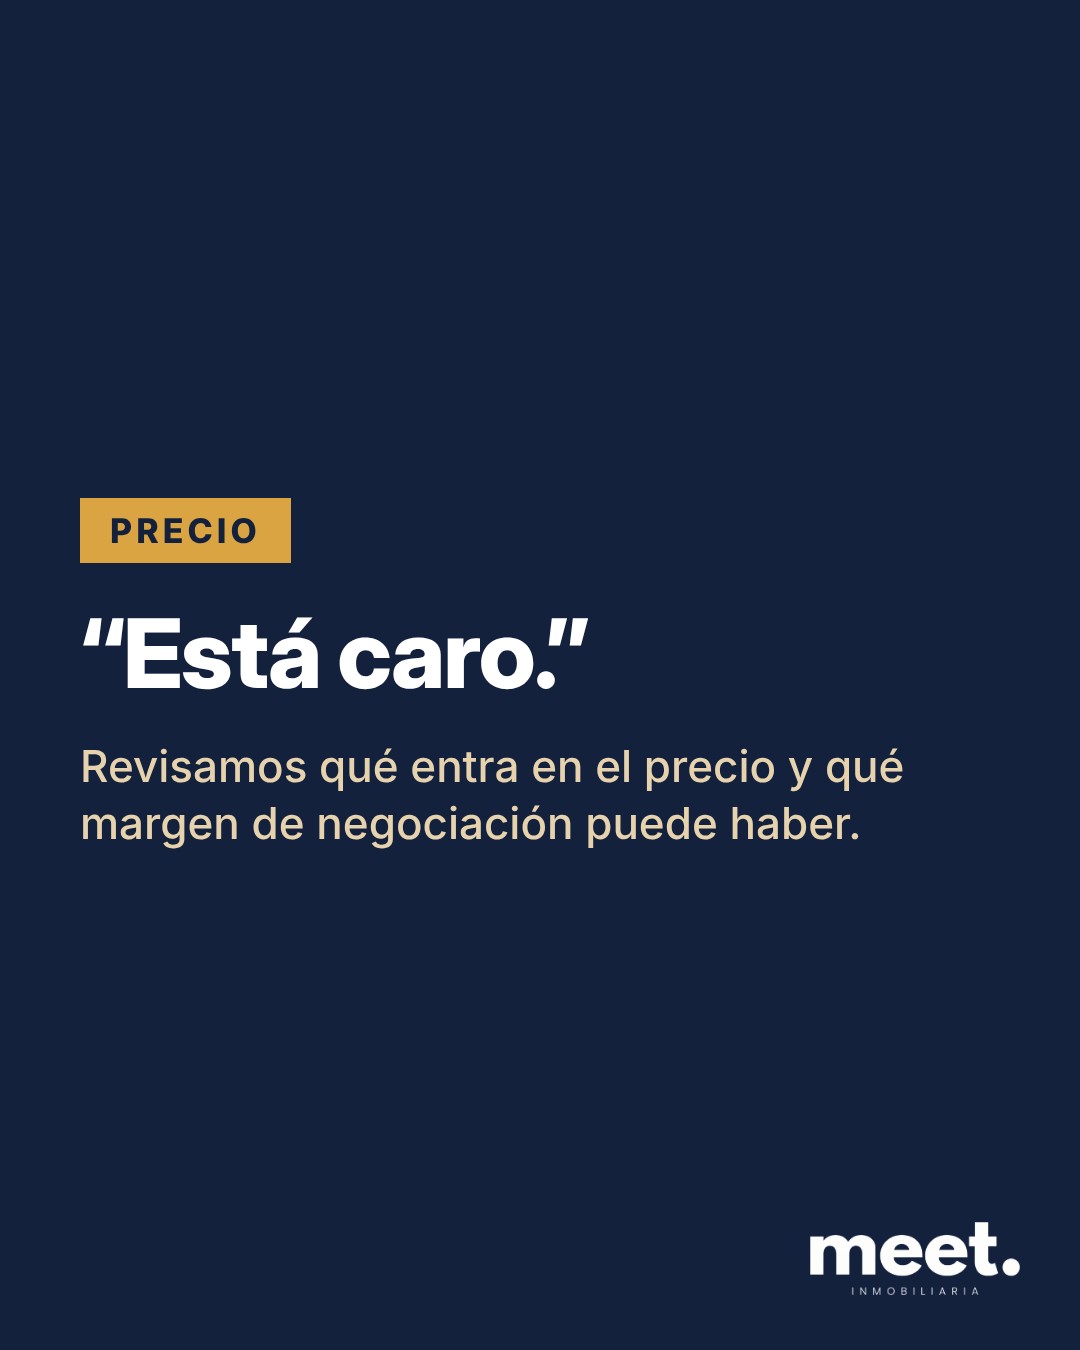 PRECIO
“Está caro.”
Revisamos qué entra en el precio y qué
margen de negociación puede haber.
meet.
INMOBILIARIA